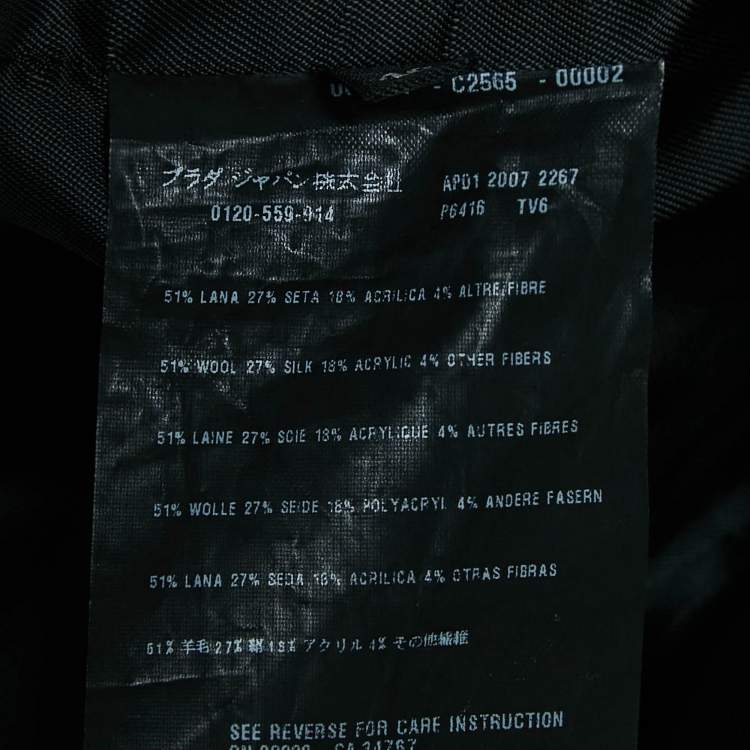 - C2565 - 00002
プラダ ジャパン株式会社 APD1 2007 2267
0120-559-914 P6416 TV6
51% LANA 27% SETA 18% ACRILICA 4% ALTRE FIBRE
51% WOOL 27% SILK 18% ACRYLIC 4% OTHER FIBERS
51% LAINE 27% SOIE 18% ACRYLIQUE 4% AUTRES FIBRES
51% WOLLE 27% SEIDE 18% POLYACRYL 4% ANDERE FASERN
51% LANA 27% SEDA 18% ACRILICA 4% OTRAS FIBRAS
51% 羊毛 27% 絹 18% アクリル 4% その他繊維
SEE REVERSE FOR CARE INSTRUCTION
CA 34767